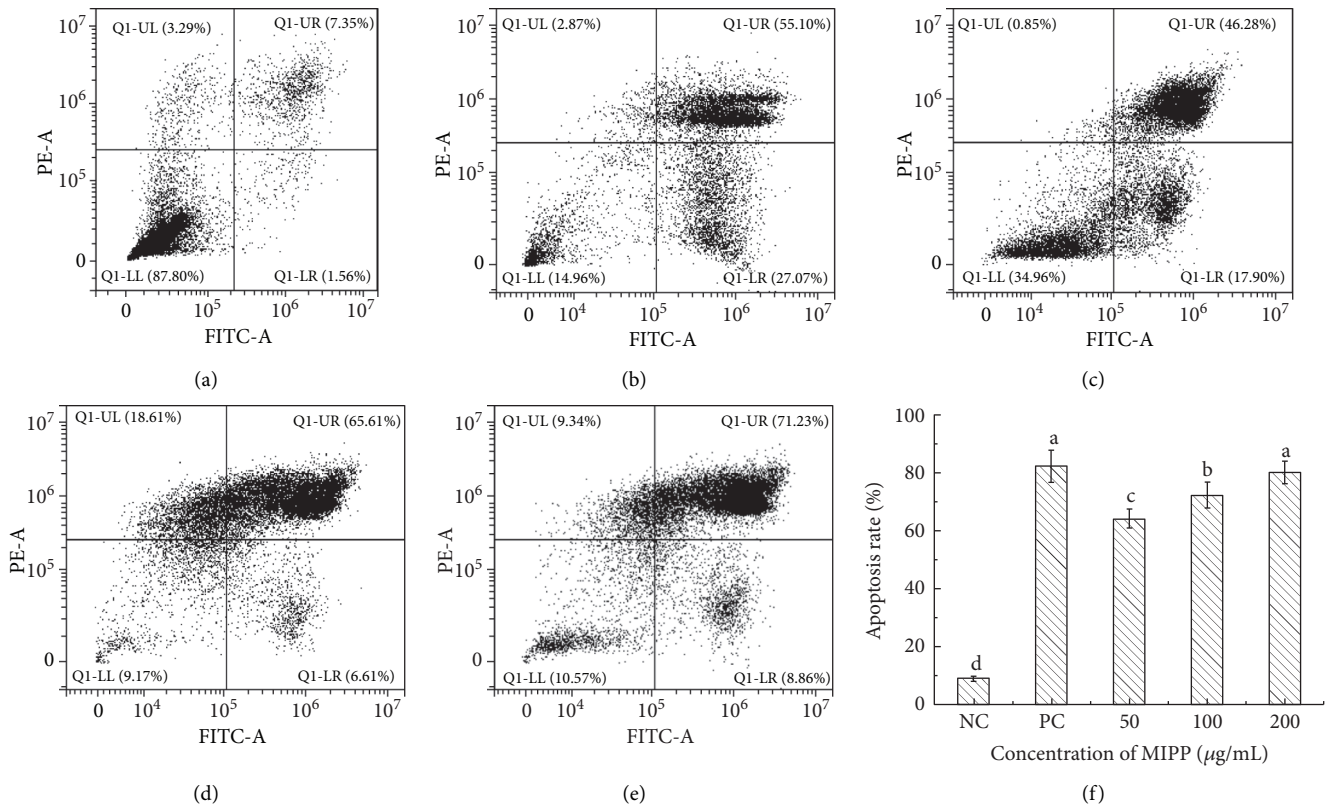 Q1-UL (3.29%) Q1-UR (7.35%)
10^7
10^6
10^5
0
PE-A
Q1-LL (87.80%) Q1-LR (1.56%)
0 10^5 10^6 10^7
FITC-A
(a)
Q1-UL (2.87%) Q1-UR (55.10%)
10^7
10^6
10^5
0
PE-A
Q1-LL (14.96%) Q1-LR (27.07%)
0 10^4 10^5 10^6 10^7
FITC-A
(b)
Q1-UL (0.85%) Q1-UR (46.28%)
10^7
10^6
10^5
0
PE-A
Q1-LL (34.96%) Q1-LR (17.90%)
0 10^4 10^5 10^6 10^7
FITC-A
(c)
Q1-UL (18.61%) Q1-UR (65.61%)
10^7
10^6
10^5
0
PE-A
Q1-LL (9.17%) Q1-LR (6.61%)
0 10^4 10^5 10^6 10^7
FITC-A
(d)
Q1-UL (9.34%) Q1-UR (71.23%)
10^7
10^6
10^5
0
PE-A
Q1-LL (10.57%) Q1-LR (8.86%)
0 10^4 10^5 10^6 10^7
FITC-A
(e)
100
80
60
40
20
0
Apoptosis rate (%)
d a c b a
NC PC 50 100 200
Concentration of MIPP (μg/mL)
(f)